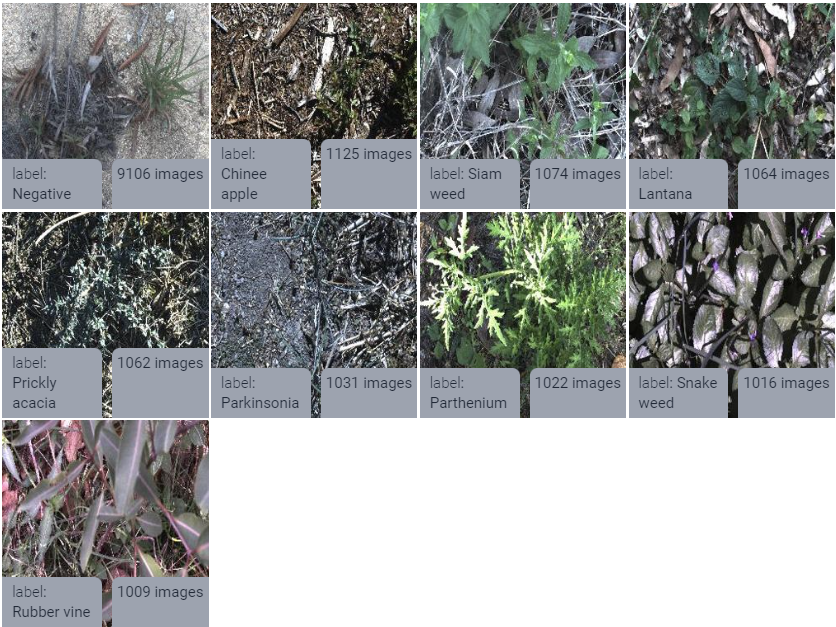 label:
Negative
9106 images
label:
Chinee
apple
1125 images
label: Siam
weed
1074 images
label:
Lantana
1064 images
label:
Prickly
acacia
1062 images
label:
Parkinsonia
1031 images
label:
Parthenium
1022 images
label: Snake
weed
1016 images
label:
Rubber vine
1009 images